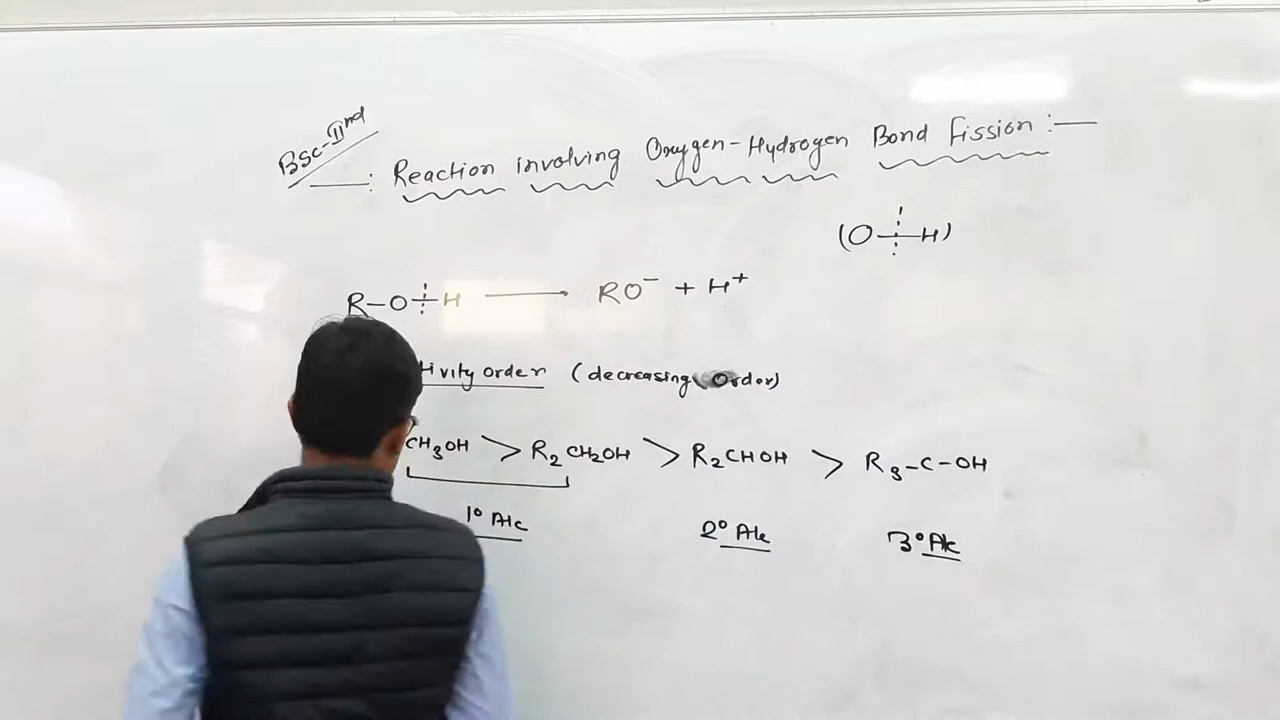 BSc-IInd
—: Reaction involving Oxygen-Hydrogen Bond Fission :—
(O-H)
R-O-H ⟶ RO⁻ + H⁺
tivity order (decreasing Order)
CH₃OH > R₂CH₂OH > R₂CHOH > R₃-C-OH
1° Alc 2° Alc 3° Alc